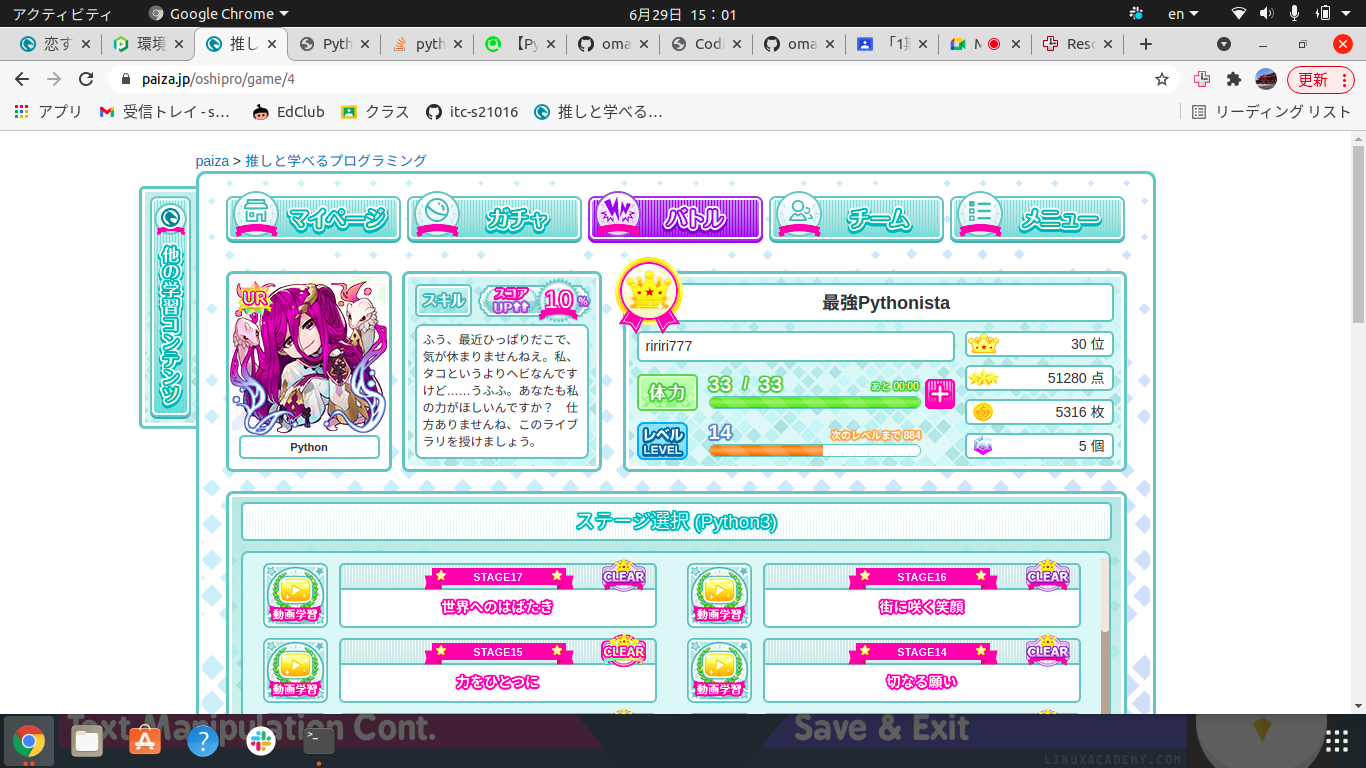 アクティビティ
Google Chrome
6月29日 15：01
en
恋す
環境
推し
Pyth
pyth
【Py
oma
Codi
oma
「1期
M
Reso
paiza.jp/oshipro/game/4
更新
アプリ
受信トレイ - s…
EdClub
クラス
itc-s21016
推しと学べる…
リーディング リスト
paiza > 推しと学べるプログラミング
他の学習コンテンツ
マイページ
ガチャ
バトル
チーム
メニュー
UR
Python
スキル
スコア
UP↑↑
10%
ふう、最近ひっぱりだこで、
気が休まりませんねえ。私、
タコというよりヘビなんです
けど……うふふ。あなたも私
の力がほしいんですか？　仕
方ありませんね、このライブ
ラリを授けましょう。
最強Pythonista
ririri777
体力
33 / 33
あと 00:00
レベル
LEVEL
14
次のレベルまで 884
30 位
51280 点
5316 枚
5 個
ステージ選択 (Python3)
動画学習
STAGE17
CLEAR
世界へのはばたき
動画学習
STAGE16
CLEAR
街に咲く笑顔
動画学習
STAGE15
CLEAR
力をひとつに
動画学習
STAGE14
CLEAR
切なる願い
Text Manipulation Cont.
Save & Exit
LINUXACADEMY.COM